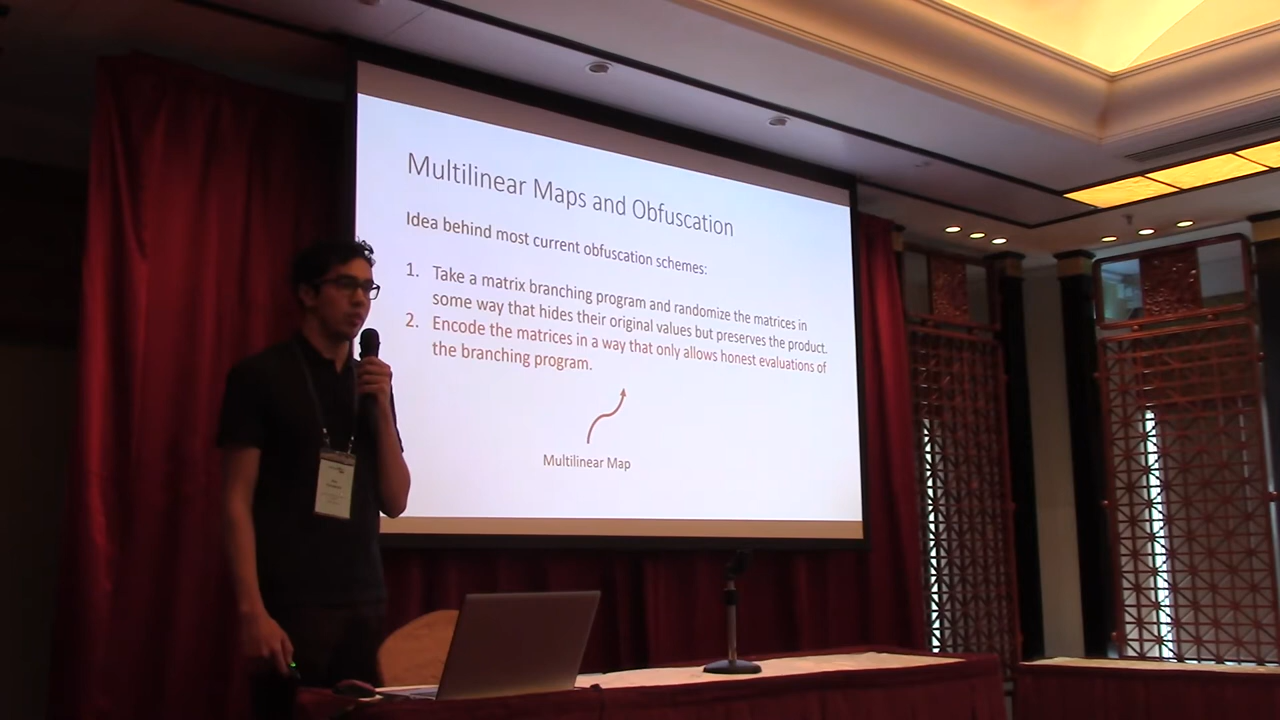 Multilinear Maps and Obfuscation
Idea behind most current obfuscation schemes:
1. Take a matrix branching program and randomize the matrices in
some way that hides their original values but preserves the product.
2. Encode the matrices in a way that only allows honest evaluations of
the branching program.
Multilinear Map